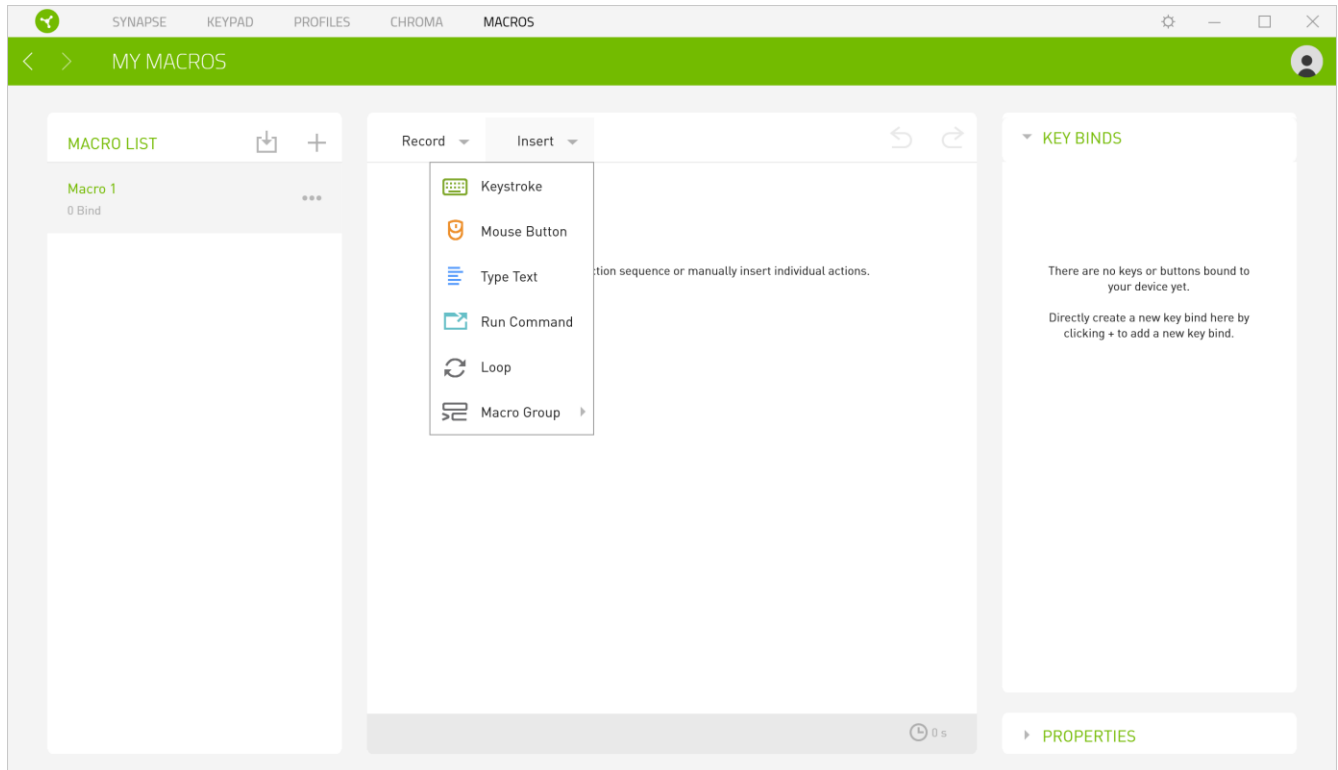 SYNAPSE KEYPAD PROFILES CHROMA MACROS
MY MACROS
MACRO LIST
Macro 1
0 Bind
Record Insert
Keystroke
Mouse Button
Type Text
Run Command
Loop
Macro Group
tion sequence or manually insert individual actions.
0 s
KEY BINDS
There are no keys or buttons bound to
your device yet.
Directly create a new key bind here by
clicking + to add a new key bind.
PROPERTIES